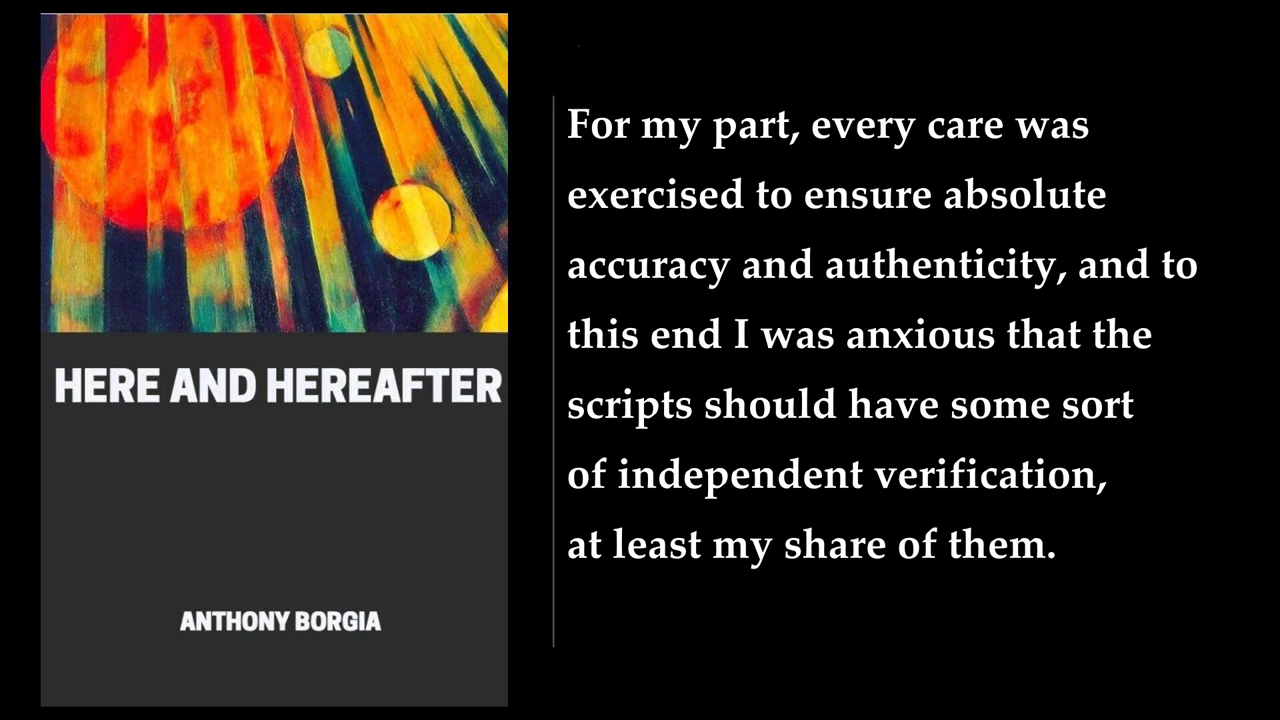 HERE AND HEREAFTER
ANTHONY BORGIA
For my part, every care was
exercised to ensure absolute
accuracy and authenticity, and to
this end I was anxious that the
scripts should have some sort
of independent verification,
at least my share of them.